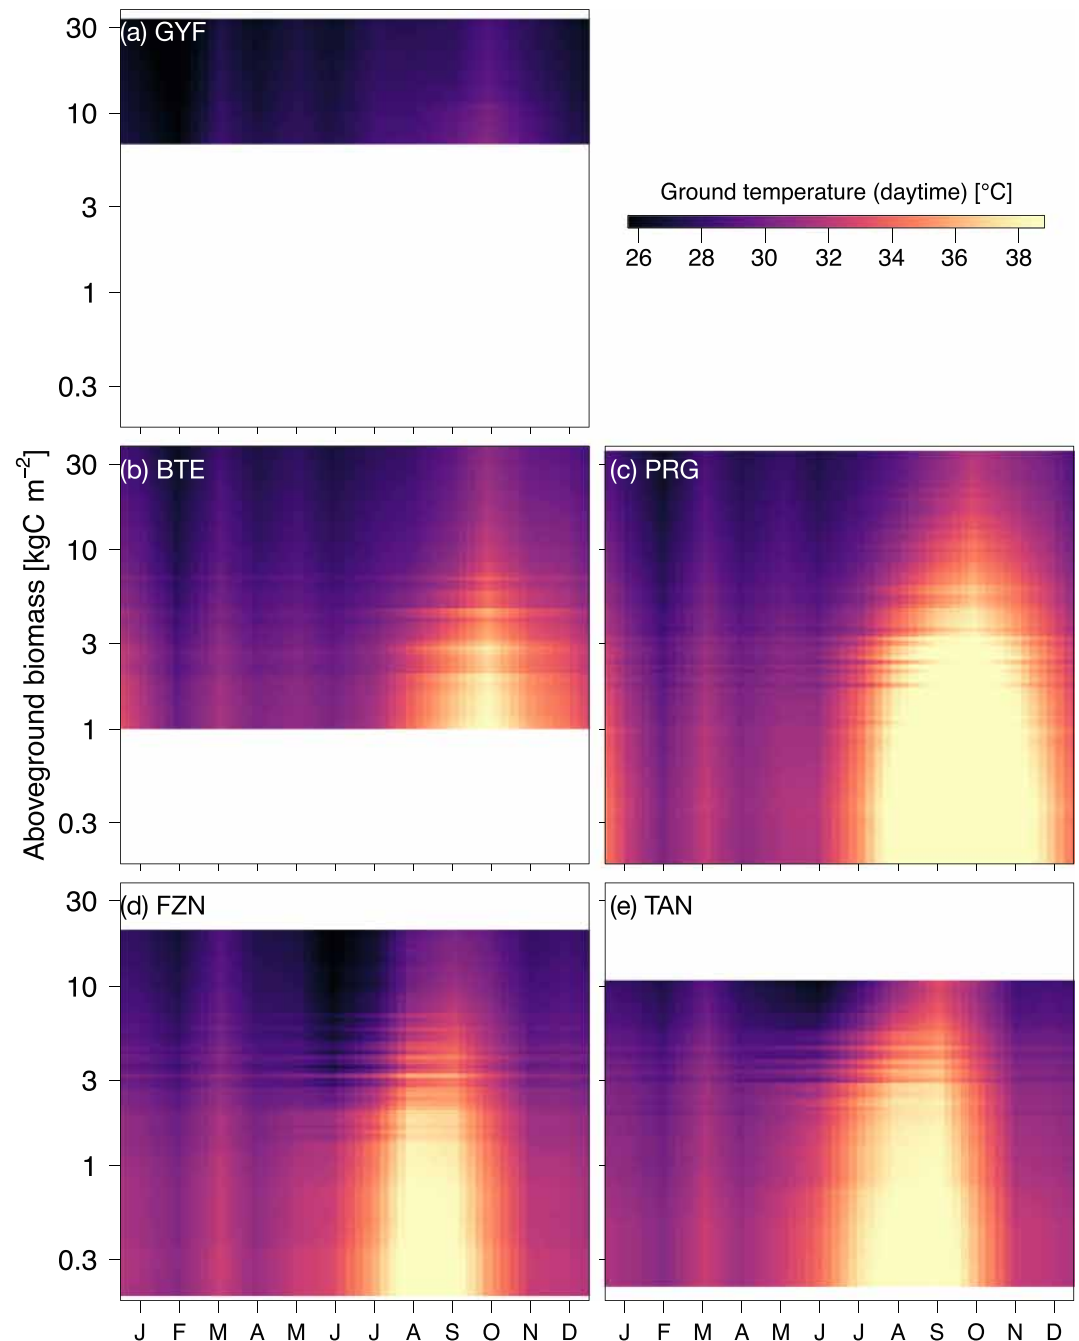 (a) GYF
30
10
3
1
0.3
Ground temperature (daytime) [°C]
26 28 30 32 34 36 38
Aboveground biomass [kgC m⁻²]
(b) BTE
30
10
3
1
0.3
(c) PRG
(d) FZN
30
10
3
1
0.3
(e) TAN
J F M A M J J A S O N D
J F M A M J J A S O N D